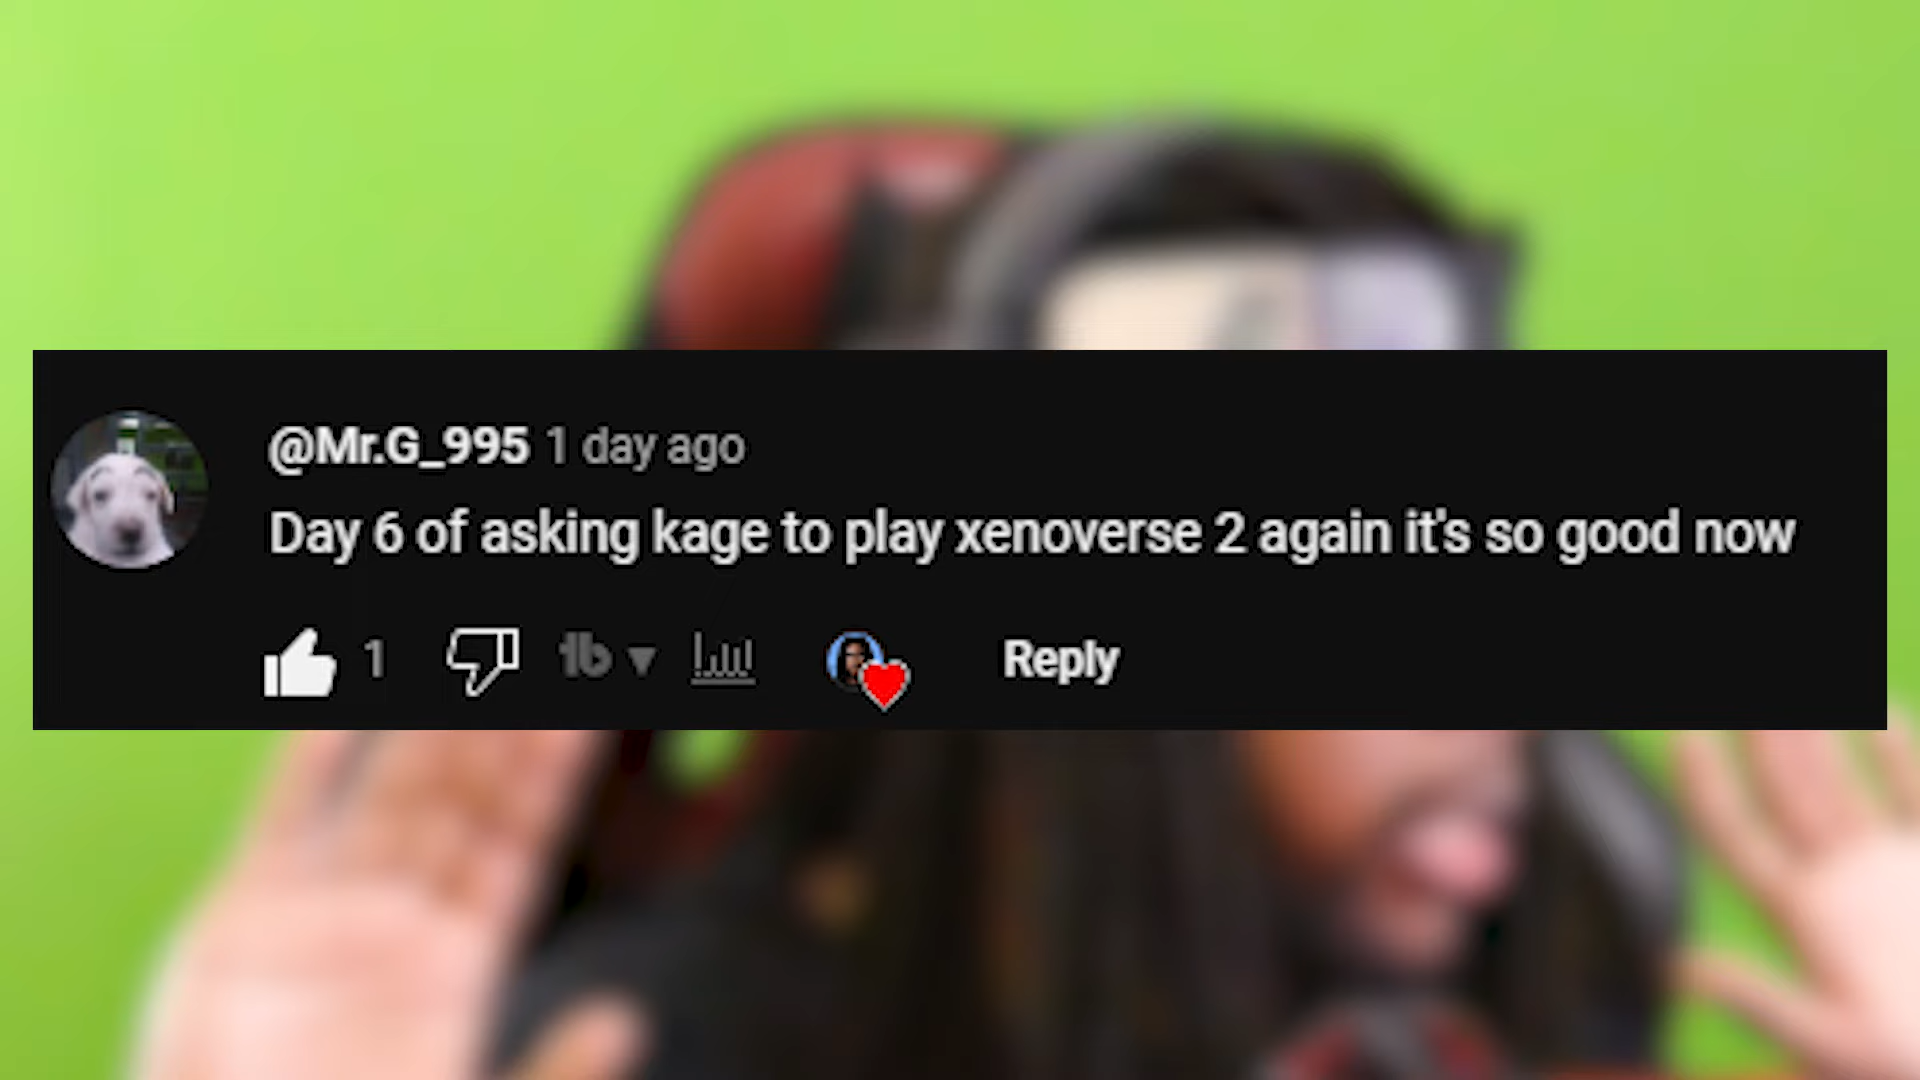 @Mr.G_995 1 day ago
Day 6 of asking kage to play xenoverse 2 again it's so good now
1
tb
Reply